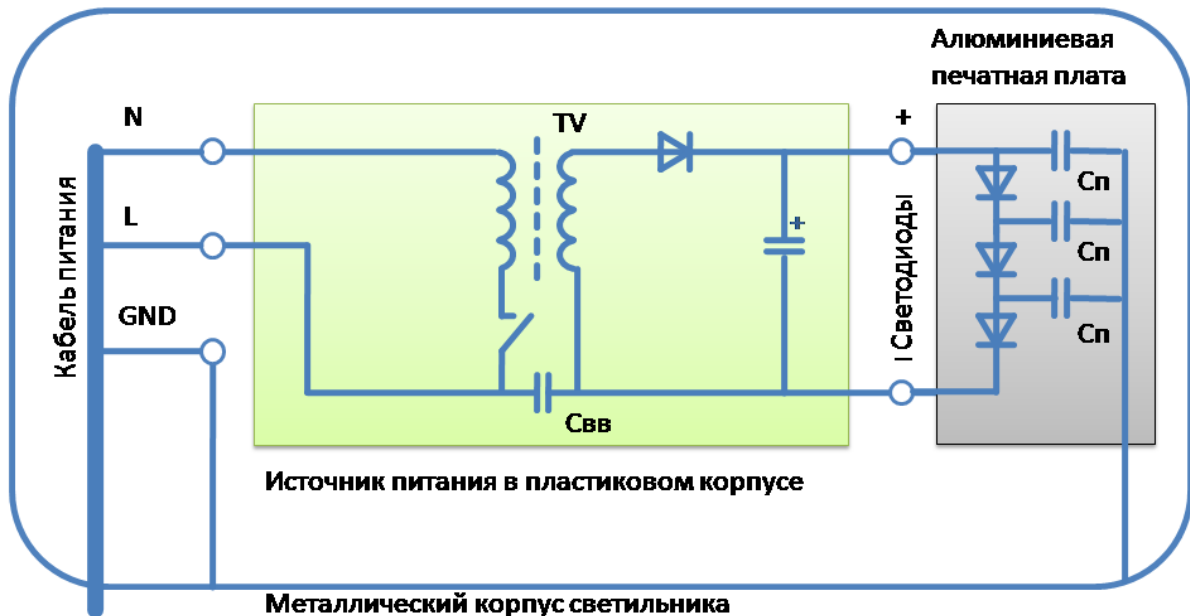 Алюминиевая
печатная плата
N
TV
+
Сп
L
+
Сп
GND
Сп
Кабель питания
| Светодиоды
Свв
Источник питания в пластиковом корпусе
Металлический корпус светильника